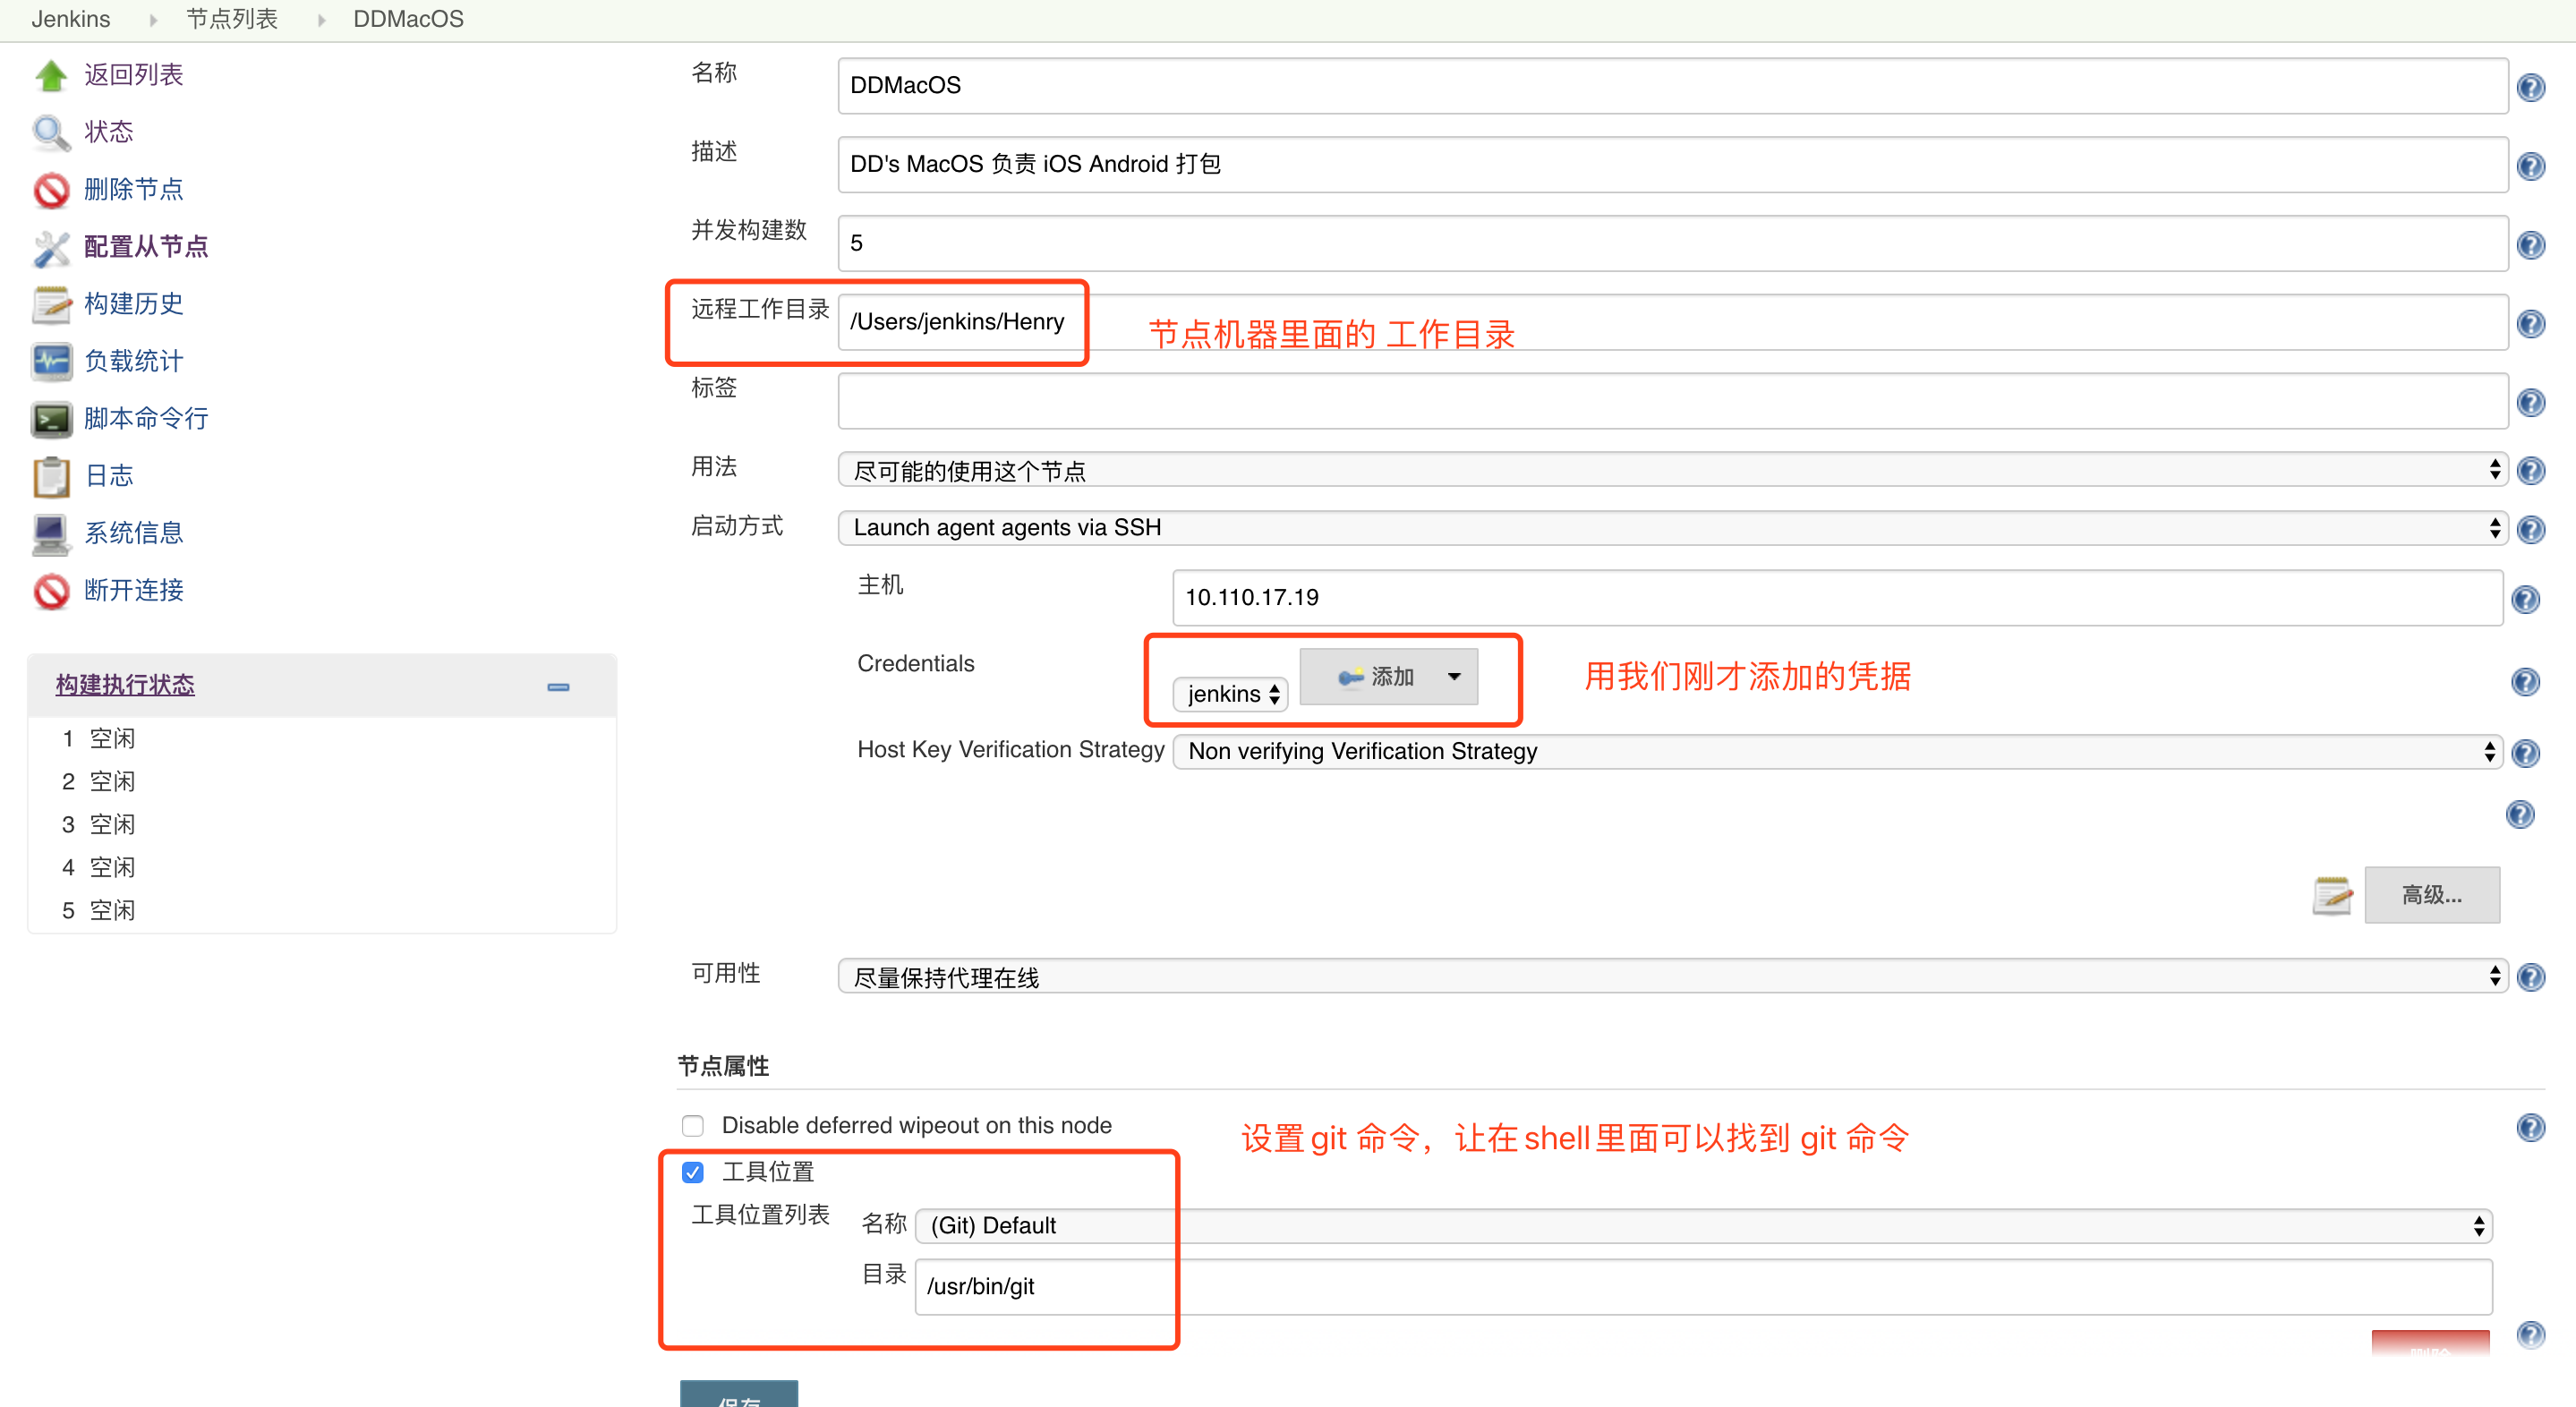 Jenkins 节点列表 DDMacOS
返回列表
状态
删除节点
配置从节点
构建历史
负载统计
脚本命令行
日志
系统信息
断开连接
构建执行状态
1 空闲
2 空闲
3 空闲
4 空闲
5 空闲
名称 DDMacOS
描述 DD's MacOS 负责 iOS Android 打包
并发构建数 5
远程工作目录 /Users/jenkins/Henry 节点机器里面的 工作目录
标签
用法 尽可能的使用这个节点
启动方式 Launch agent agents via SSH
主机 10.110.17.19
Credentials jenkins 添加 用我们刚才添加的凭据
Host Key Verification Strategy Non verifying Verification Strategy
高级...
可用性 尽量保持代理在线
节点属性
Disable deferred wipeout on this node
设置 git 命令，让在 shell 里面可以找到 git 命令
工具位置
工具位置列表 名称 (Git) Default
目录 /usr/bin/git
删除
保存